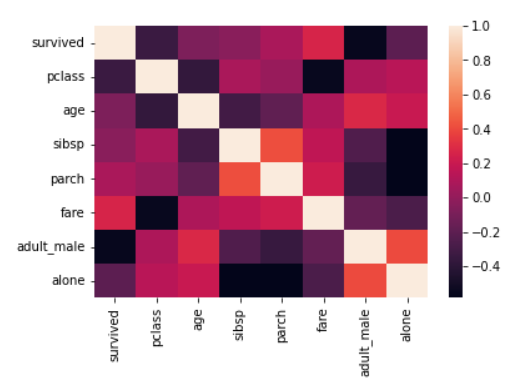 survived
pclass
age
sibsp
parch
fare
adult_male
alone
survived
pclass
age
sibsp
parch
fare
adult_male
alone
1.0
0.8
0.6
0.4
0.2
0.0
−0.2
−0.4